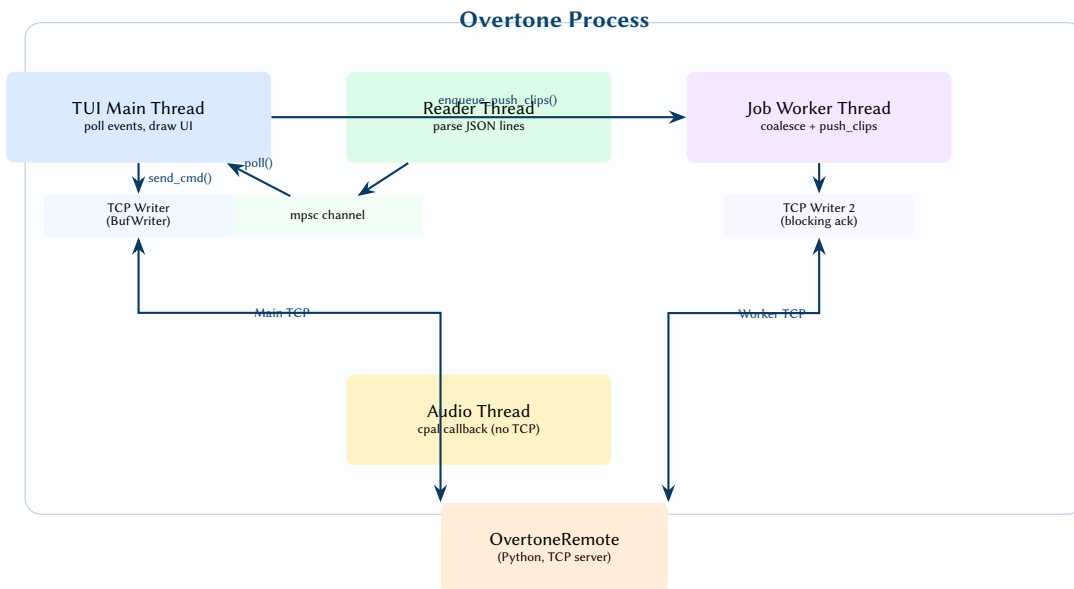 Overtone Process
TUI Main Thread
poll events, draw UI
enqueue_push_clips()
Reader Thread
parse JSON lines
Job Worker Thread
coalesce + push_clips
poll()
send_cmd()
TCP Writer
(BufWriter)
mpsc channel
TCP Writer 2
(blocking ack)
Main TCP
Worker TCP
Audio Thread
cpal callback (no TCP)
OvertoneRemote
(Python, TCP server)